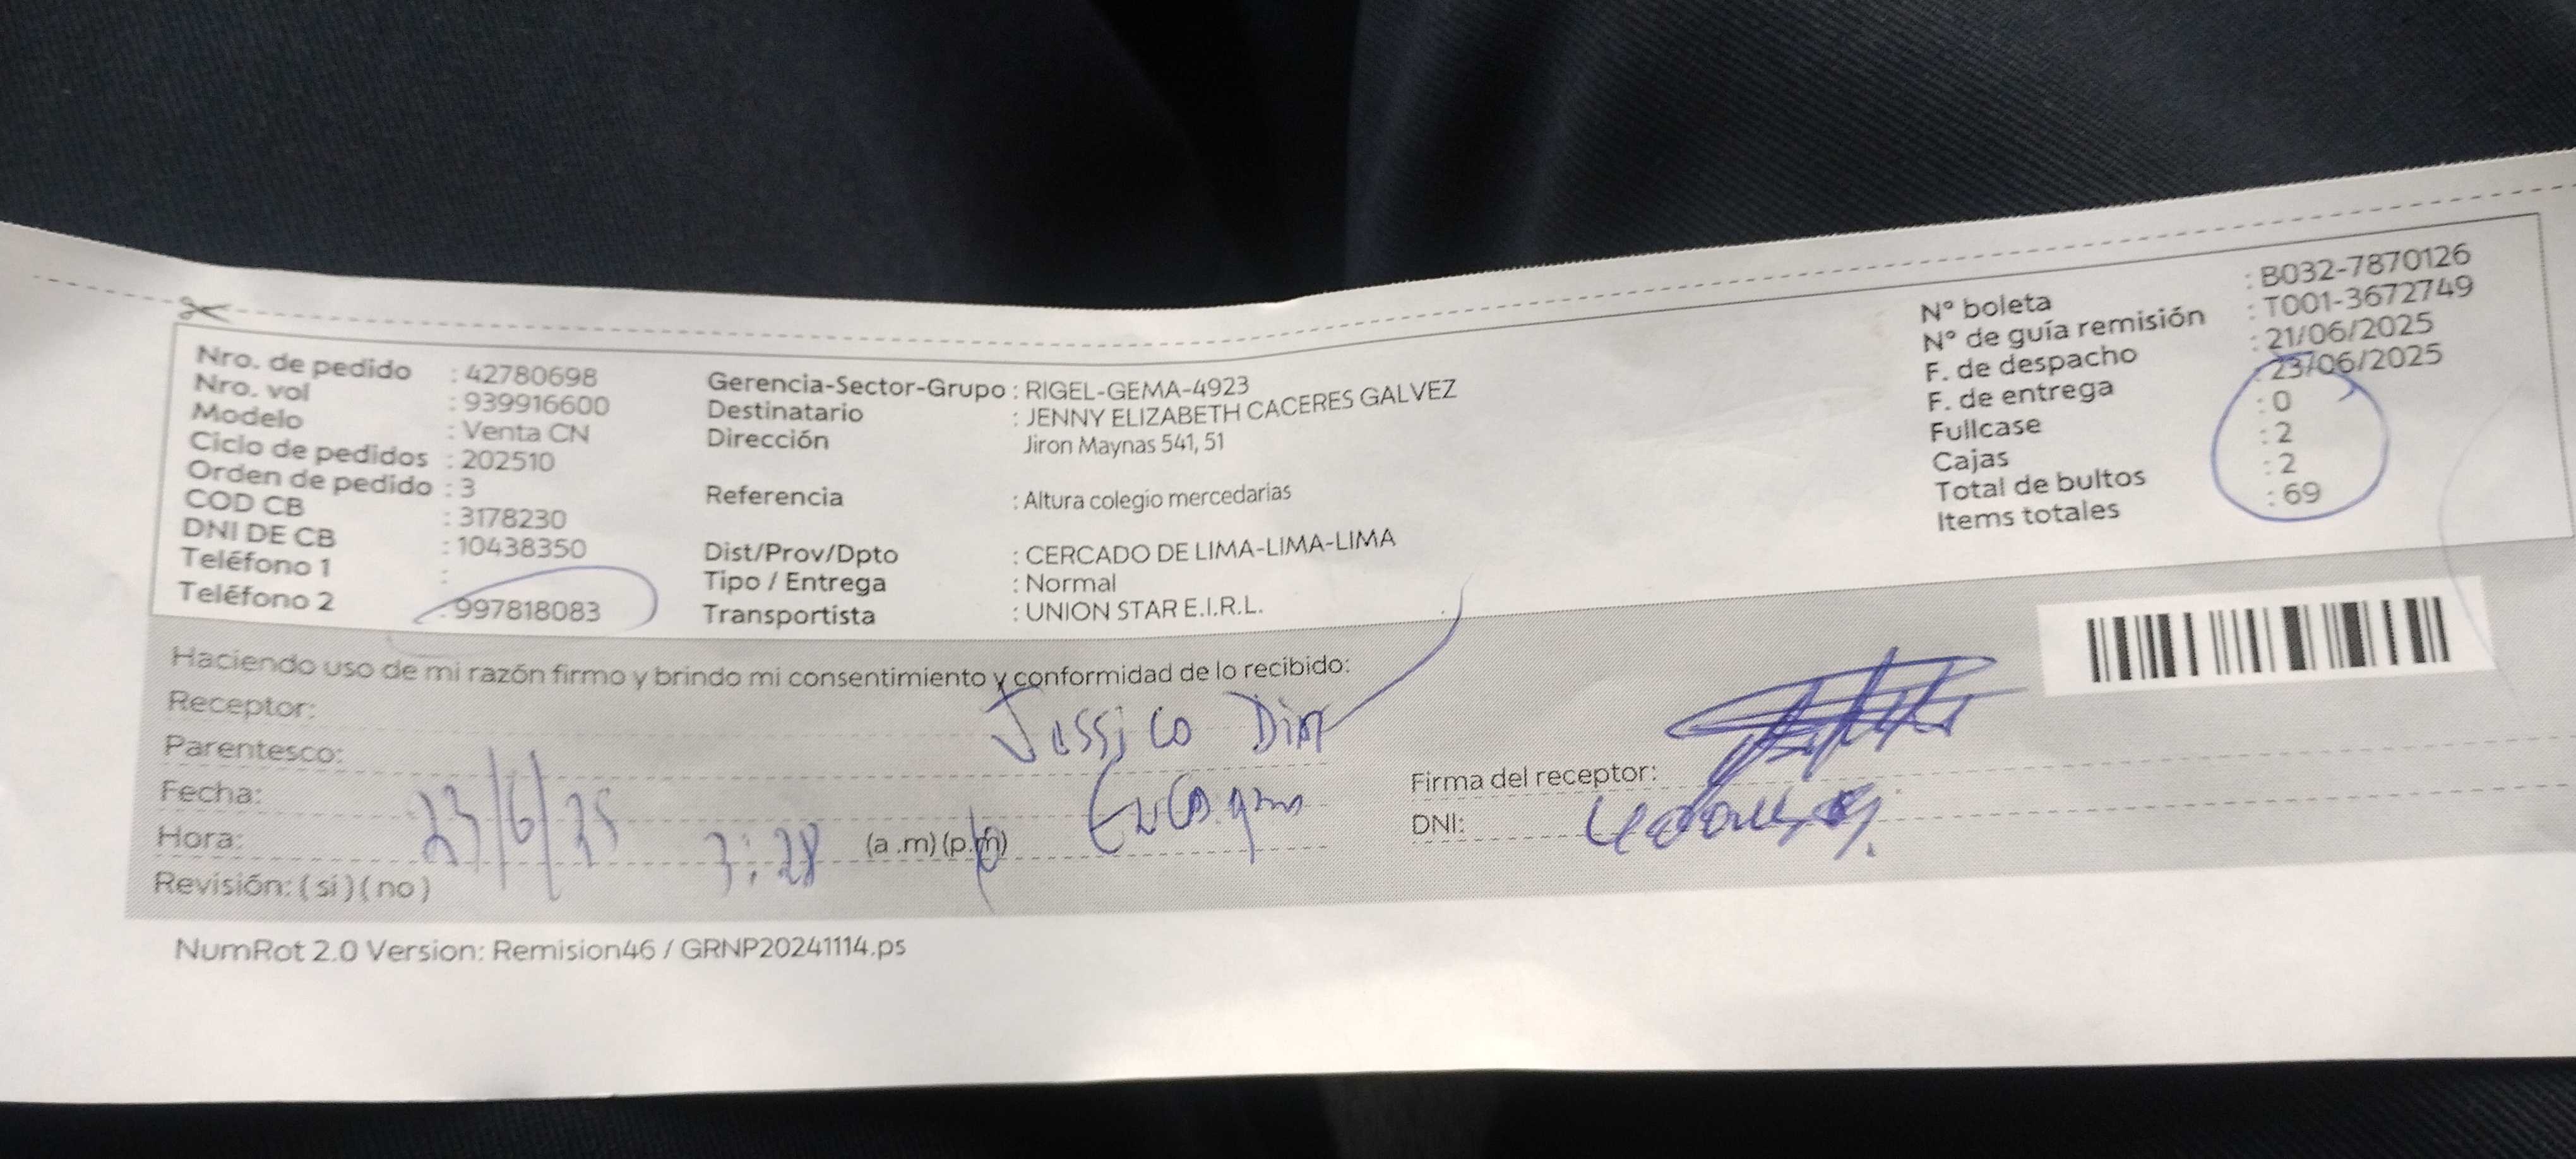 Nro. de pedido : 42780698
Nro. vol : 939916600
Modelo : Venta CN
Ciclo de pedidos : 202510
Orden de pedido : 3
COD CB : 3178230
DNI DE CB : 10438350
Teléfono 1 :
Teléfono 2 : 997818083
Gerencia-Sector-Grupo : RIGEL-GEMA-4923
Destinatario : JENNY ELIZABETH CACERES GALVEZ
Dirección Jiron Maynas 541, 51
Referencia : Altura colegio mercedarias
Dist/Prov/Dpto : CERCADO DE LIMA-LIMA-LIMA
Tipo / Entrega : Normal
Transportista : UNION STAR E.I.R.L.
Nº boleta : B032-7870126
Nº de guía remisión : T001-3672749
F. de despacho : 21/06/2025
F. de entrega : 23/06/2025
Fullcase : 0
Cajas : 2
Total de bultos : 2
Items totales : 69
Haciendo uso de mi razón firmo y brindo mi consentimiento y conformidad de lo recibido:
Receptor:
Parentesco:
Fecha: 23/6/25
Hora: 3:28 (a .m) (p.m)
Revisión: ( si ) ( no )
Firma del receptor:
DNI:
NumRot 2.0 Version: Remision46 / GRNP20241114.ps